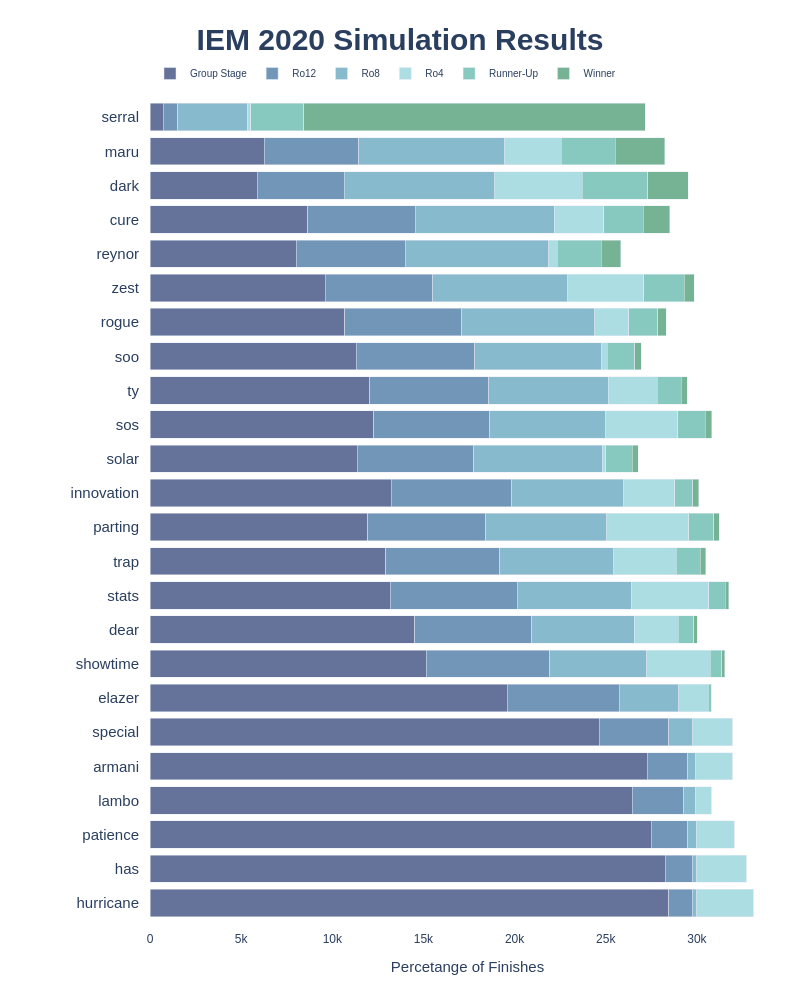 IEM 2020 Simulation Results
Group Stage Ro12 Ro8 Ro4 Runner-Up Winner
serral
maru
dark
cure
reynor
zest
rogue
soo
ty
sos
solar
innovation
parting
trap
stats
dear
showtime
elazer
special
armani
lambo
patience
has
hurricane
0 5k 10k 15k 20k 25k 30k
Percetange of Finishes